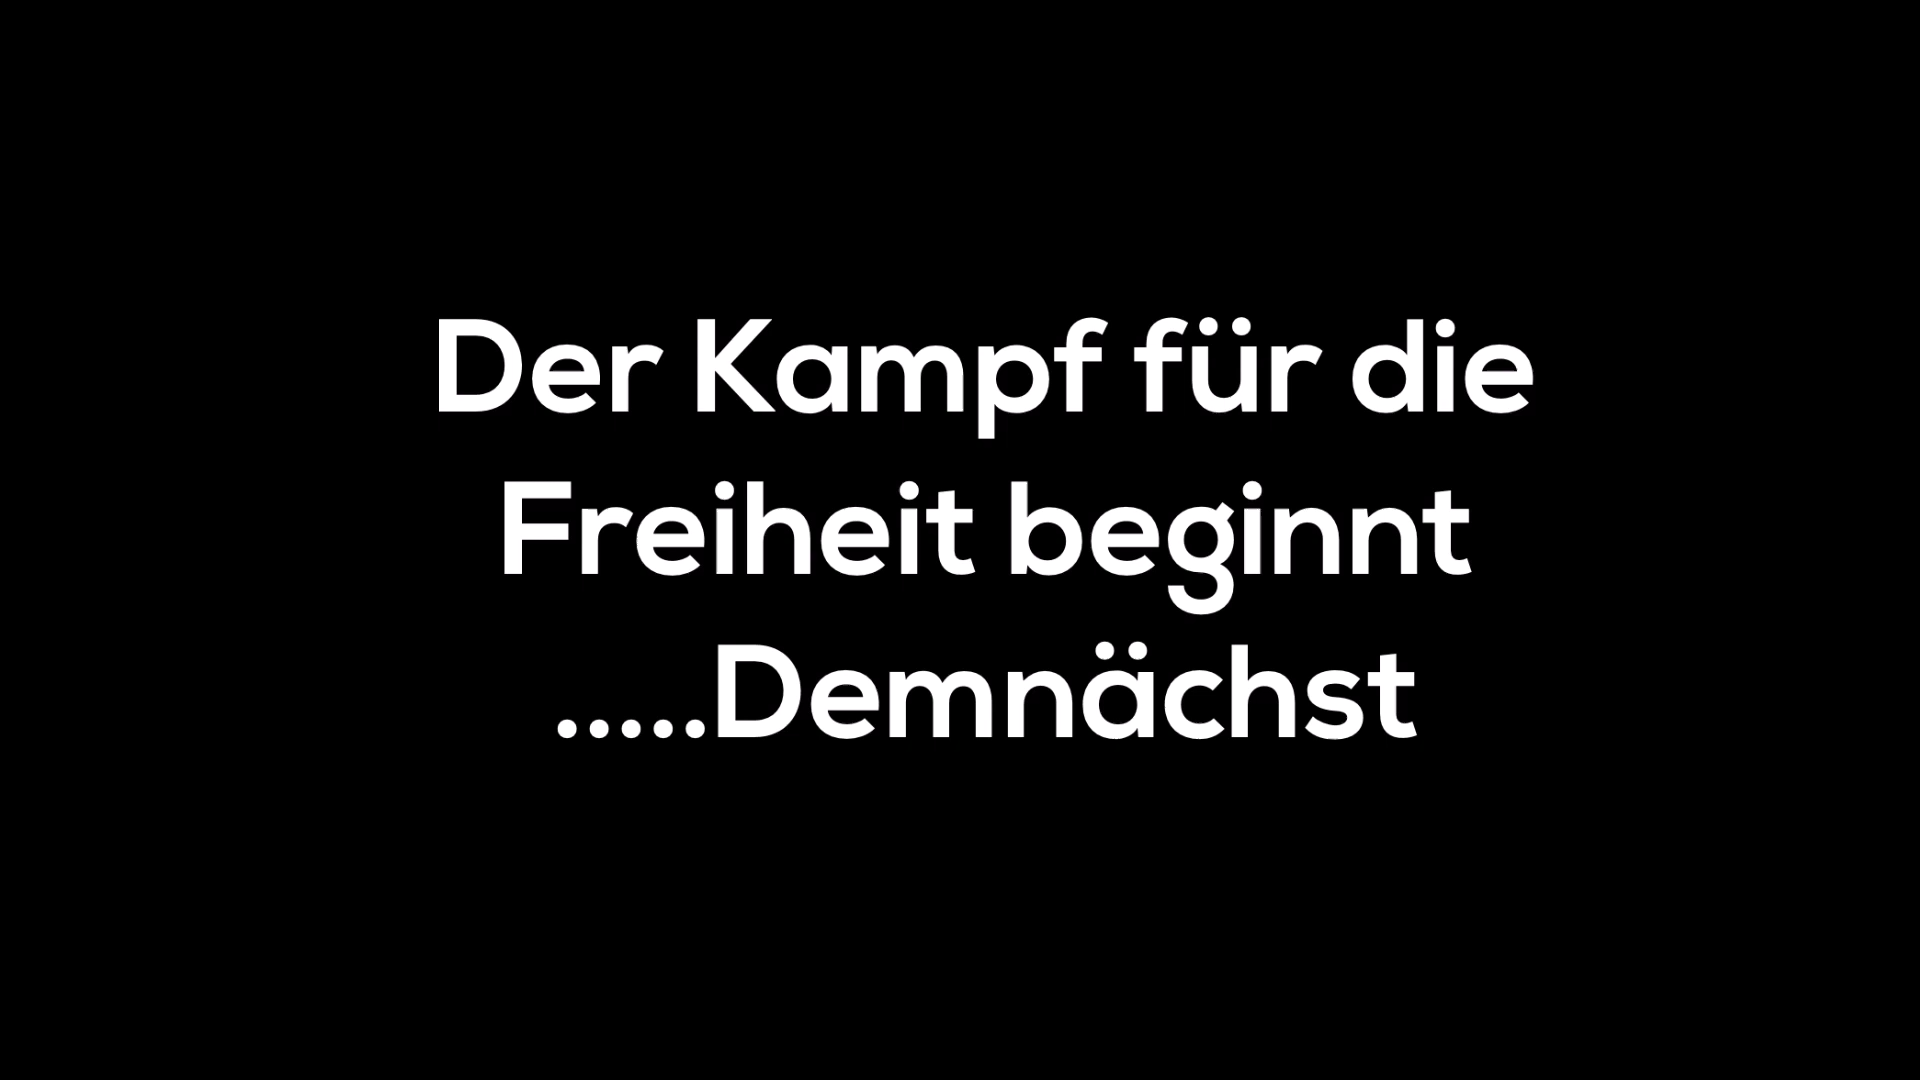 Der Kampf für die
Freiheit beginnt
.....Demnächst